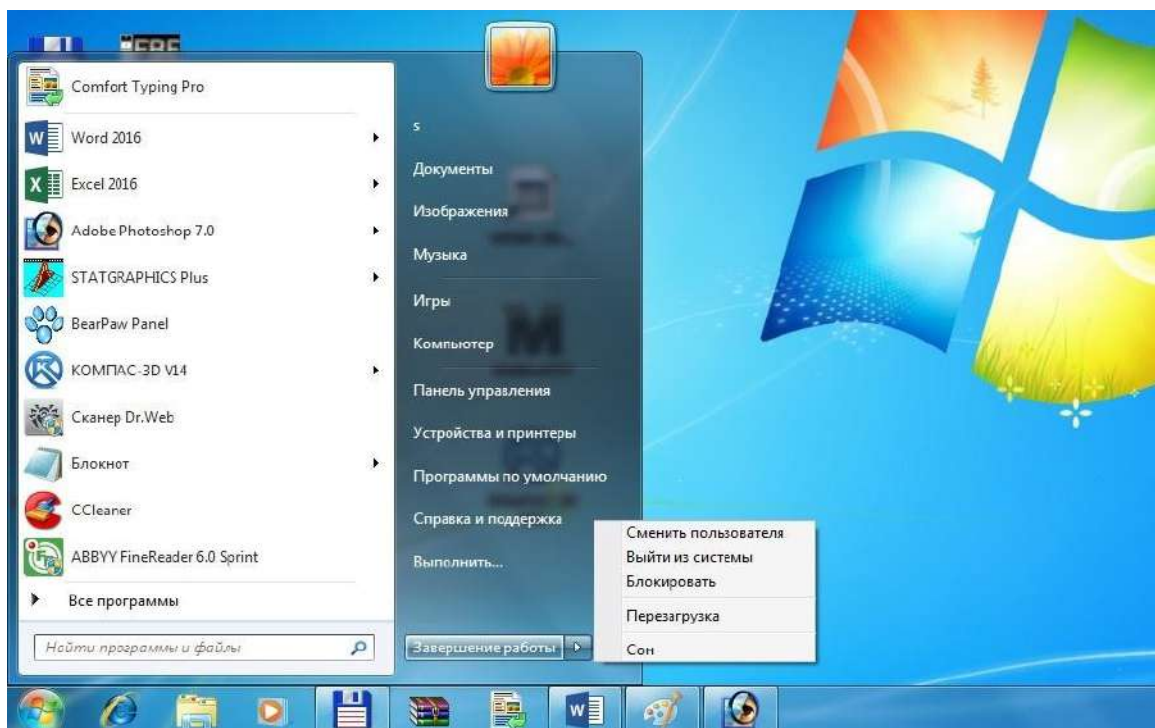 Comfort Typing Pro
Word 2016
Excel 2016
Adobe Photoshop 7.0
STATGRAPHICS Plus
BearPaw Panel
КОМПАС-3D V14
Сканер Dr.Web
Блокнот
CCleaner
ABBYY FineReader 6.0 Sprint
Все программы
Найти программы и файлы
s
Документы
Изображения
Музыка
Игры
Компьютер
Панель управления
Устройства и принтеры
Программы по умолчанию
Справка и поддержка
Выполнить...
Завершение работы
Сменить пользователя
Выйти из системы
Блокировать
Перезагрузка
Сон